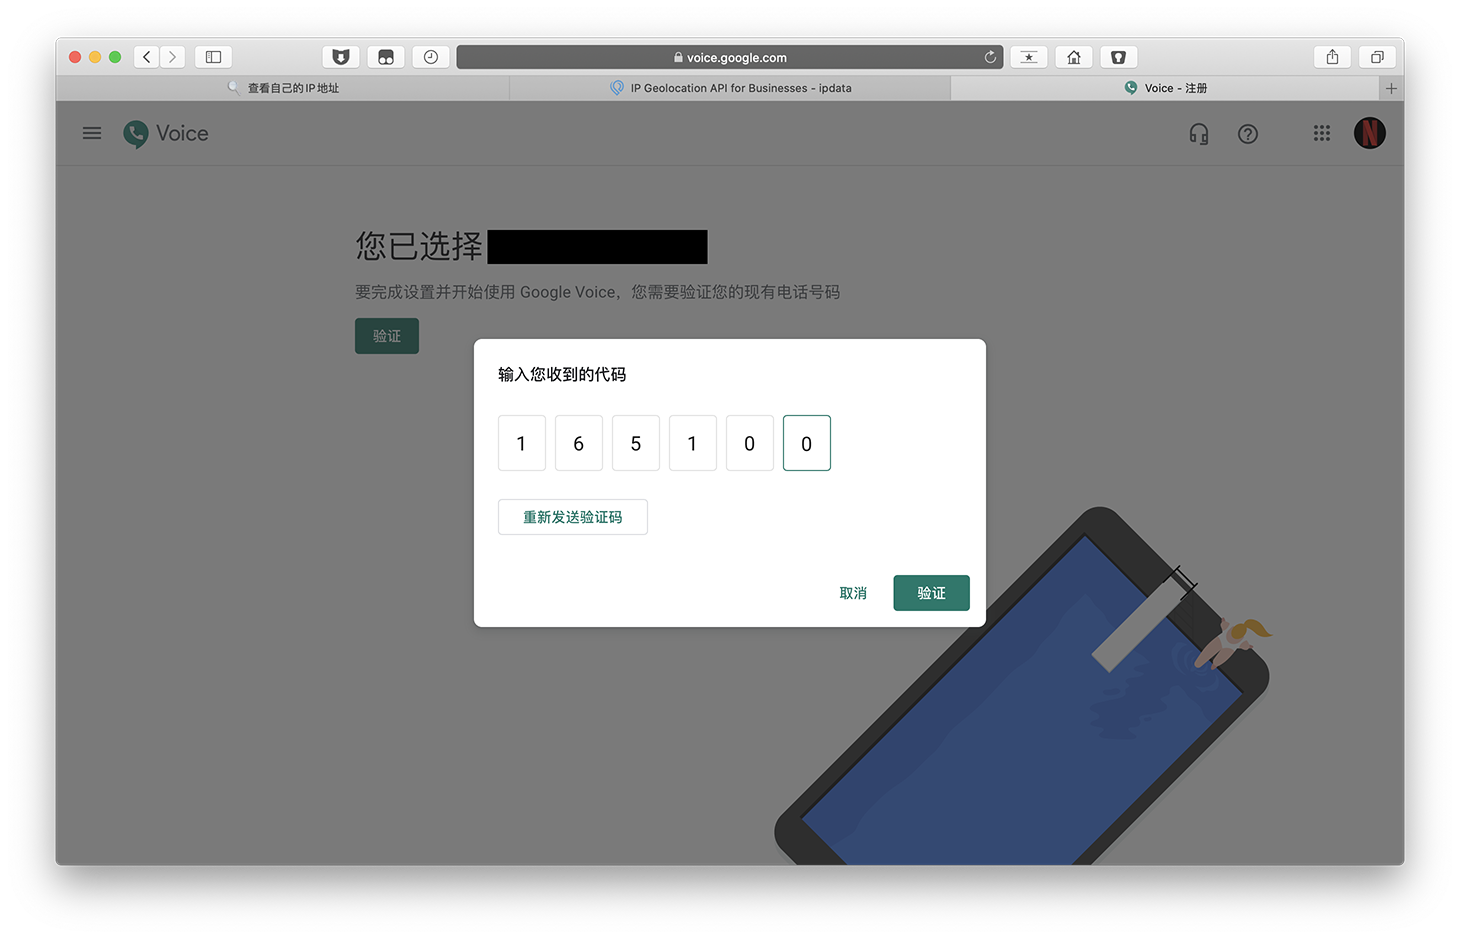 voice.google.com
查看自己的IP地址
IP Geolocation API for Businesses - ipdata
Voice - 注册
Voice
N
您已选择
要完成设置并开始使用 Google Voice，您需要验证您的现有电话号码
验证
输入您收到的代码
1 6 5 1 0 0
重新发送验证码
取消
验证